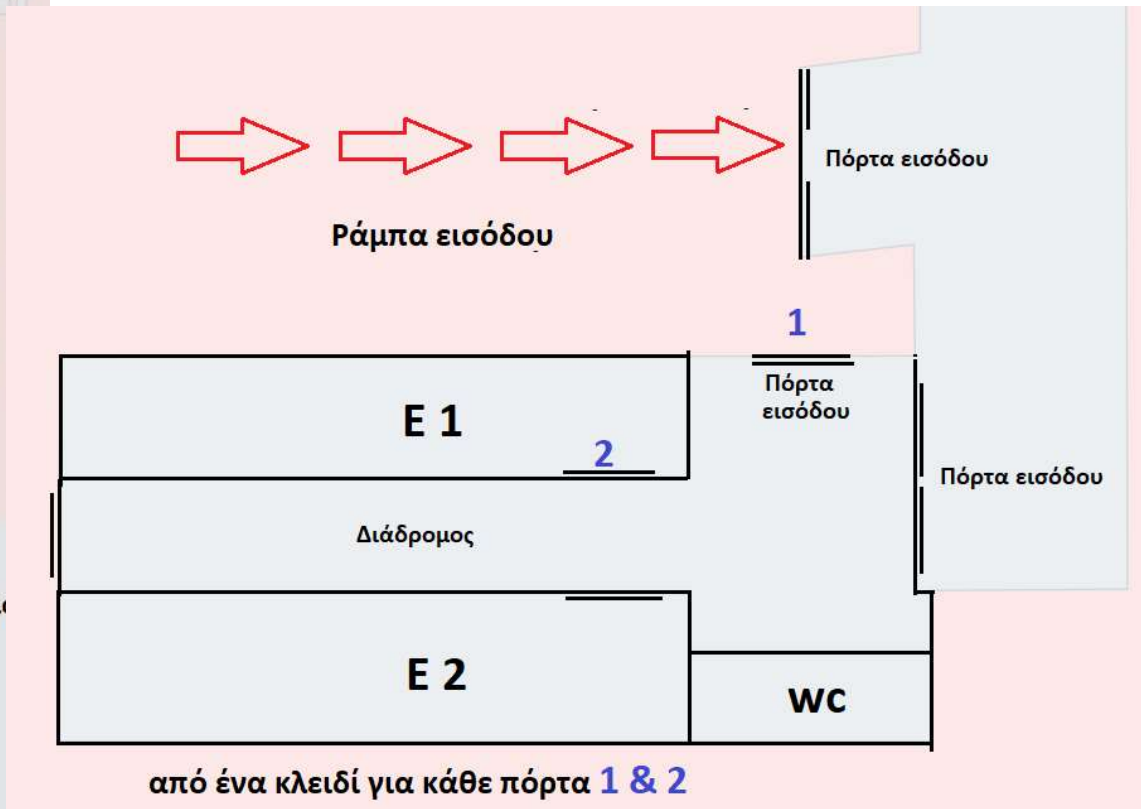 Πόρτα εισόδου
Ράμπα εισόδου
1
Πόρτα
εισόδου
Ε 1
2
Πόρτα εισόδου
Διάδρομος
Ε 2
wc
από ένα κλειδί για κάθε πόρτα 1 & 2